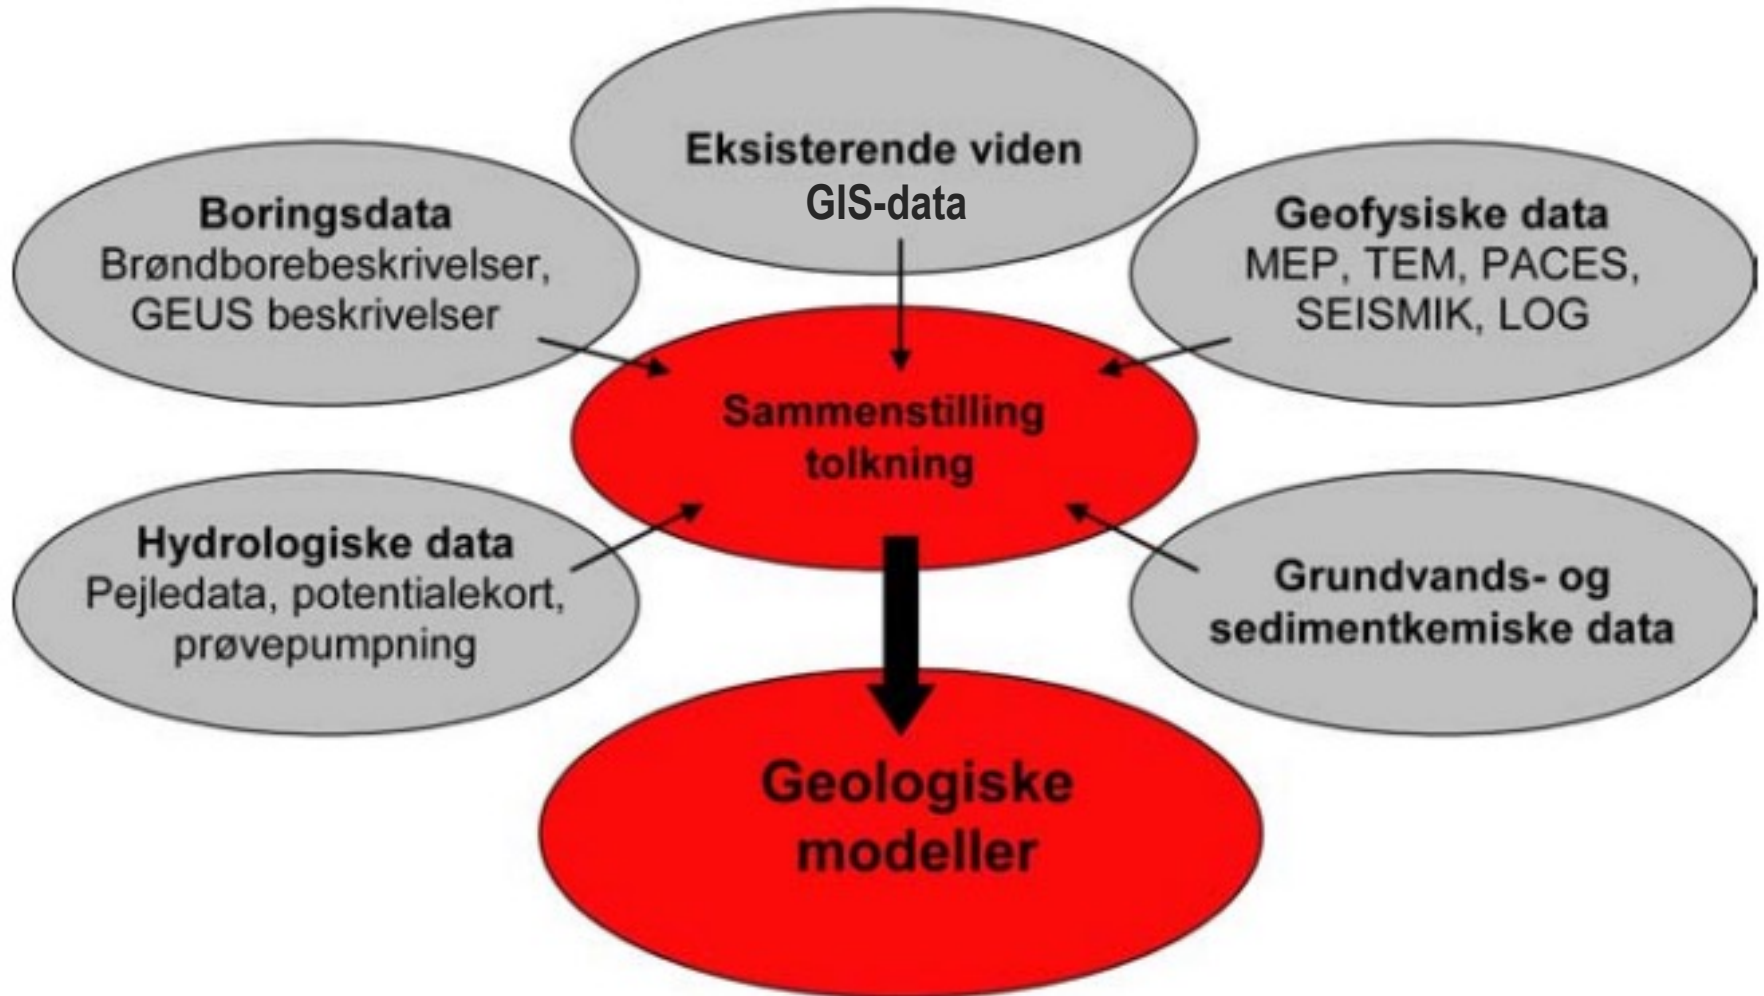 Eksisterende viden
GIS-data
Boringsdata
Brøndborebeskrivelser,
GEUS beskrivelser
Geofysiske data
MEP, TEM, PACES,
SEISMIK, LOG
Sammenstilling
tolkning
Hydrologiske data
Pejledata, potentialekort,
prøvepumpning
Grundvands- og
sedimentkemiske data
Geologiske
modeller